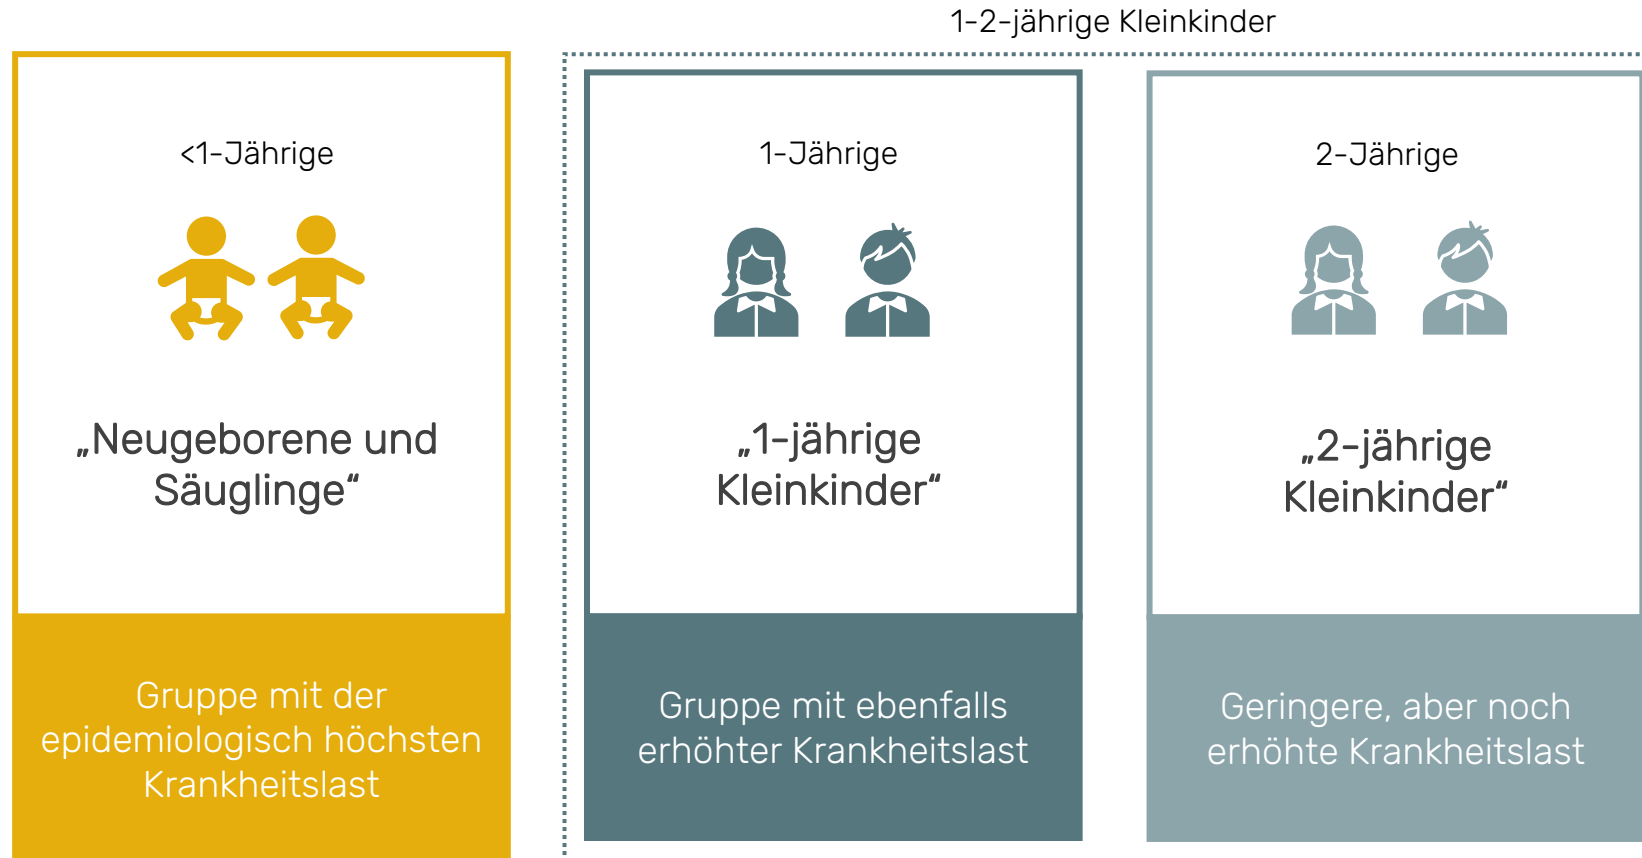 1-2-jährige Kleinkinder
<1-Jährige
„Neugeborene und
Säuglinge“
Gruppe mit der
epidemiologisch höchsten
Krankheitslast
1-Jährige
„1-jährige
Kleinkinder“
Gruppe mit ebenfalls
erhöhter Krankheitslast
2-Jährige
„2-jährige
Kleinkinder“
Geringere, aber noch
erhöhte Krankheitslast